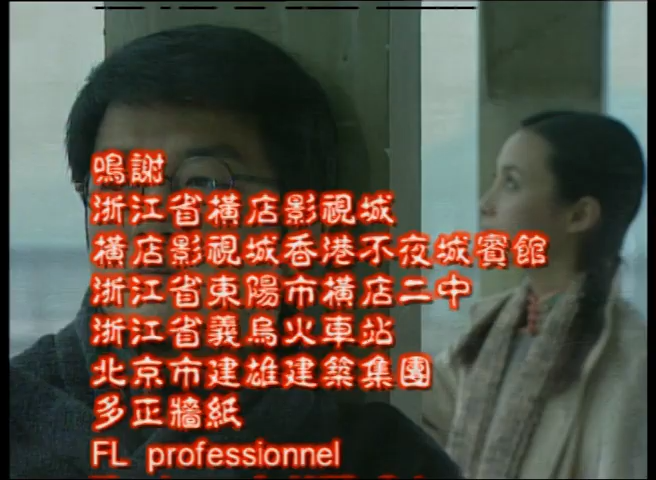 鳴謝
浙江省橫店影視城
橫店影視城香港不夜城賓館
浙江省東陽市橫店二中
浙江省義烏火車站
北京市建雄建築集團
多正牆紙
FL professionnel